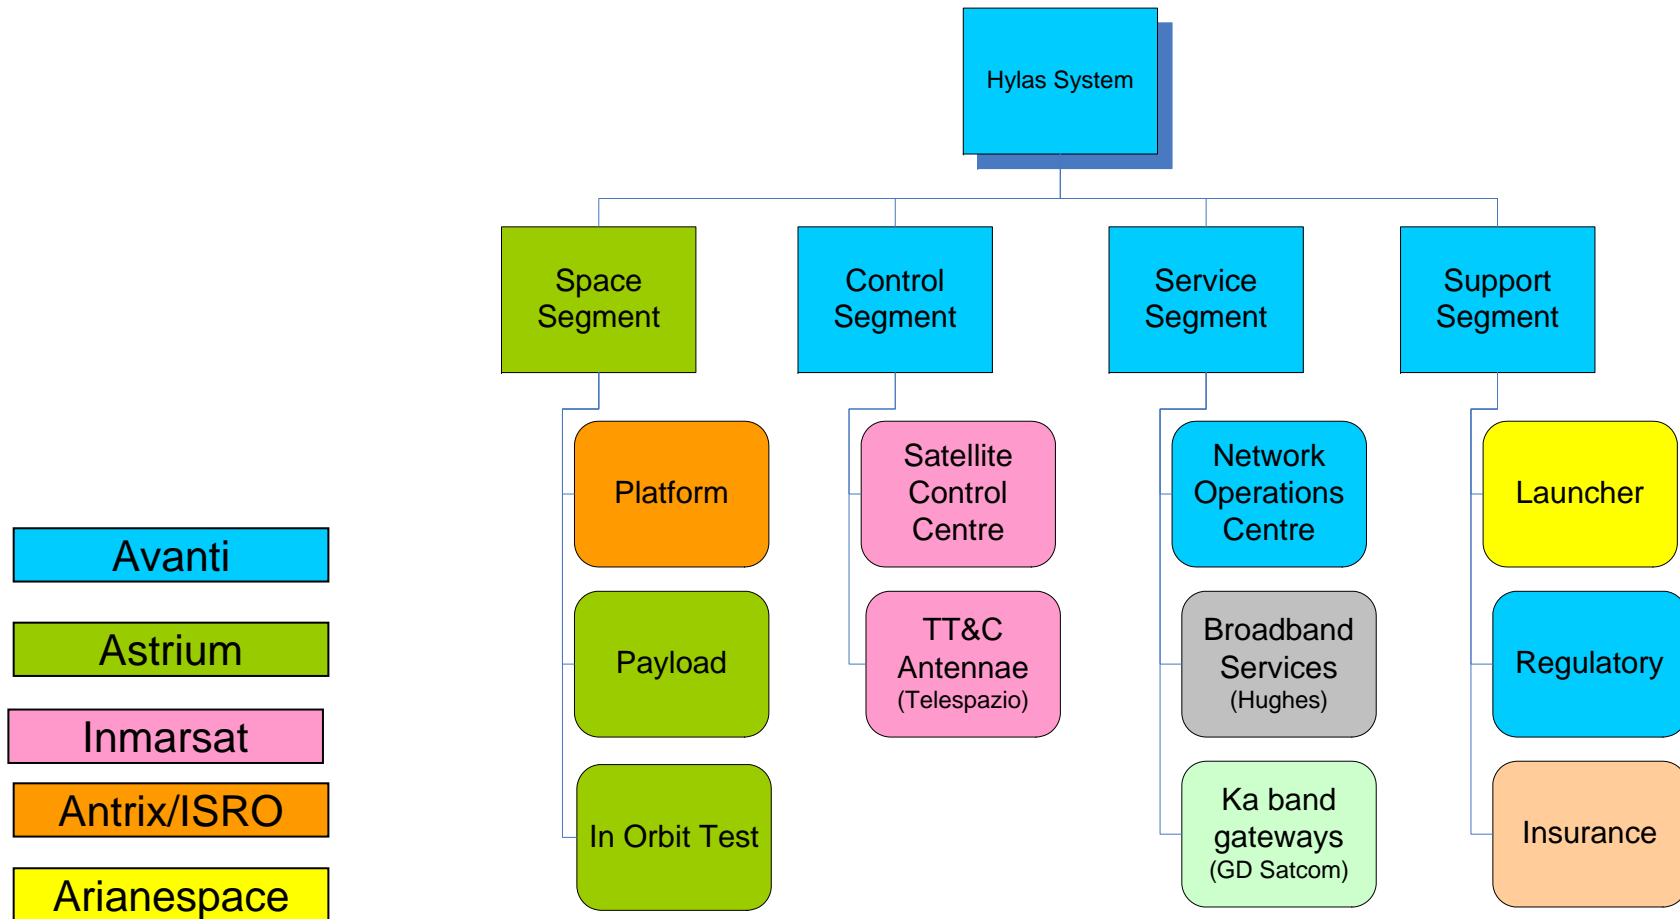 Hylas System
Space
Segment
Control
Segment
Service
Segment
Support
Segment
Platform
Satellite
Control
Centre
Network
Operations
Centre
Launcher
Payload
TT&C
Antennae
(Telespazio)
Broadband
Services
(Hughes)
Regulatory
In Orbit Test
Ka band
gateways
(GD Satcom)
Insurance
Avanti
Astrium
Inmarsat
Antrix/ISRO
Arianespace